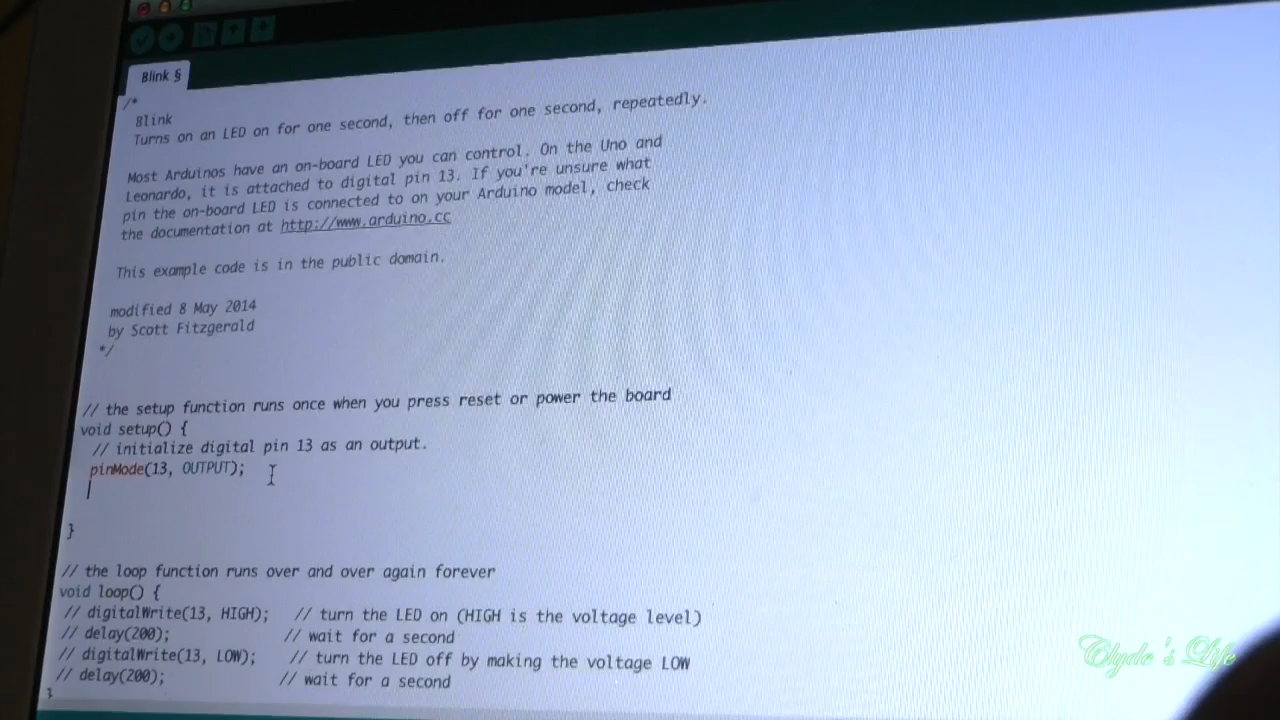 Blink §
/*
Blink
Turns on an LED on for one second, then off for one second, repeatedly.
Most Arduinos have an on-board LED you can control. On the Uno and
Leonardo, it is attached to digital pin 13. If you're unsure what
pin the on-board LED is connected to on your Arduino model, check
the documentation at http://www.arduino.cc
This example code is in the public domain.
modified 8 May 2014
by Scott Fitzgerald
*/
// the setup function runs once when you press reset or power the board
void setup() {
// initialize digital pin 13 as an output.
pinMode(13, OUTPUT);
}
// the loop function runs over and over again forever
void loop() {
// digitalWrite(13, HIGH); // turn the LED on (HIGH is the voltage level)
// delay(200); // wait for a second
// digitalWrite(13, LOW); // turn the LED off by making the voltage LOW
// delay(200); // wait for a second
}
Clyde's Life